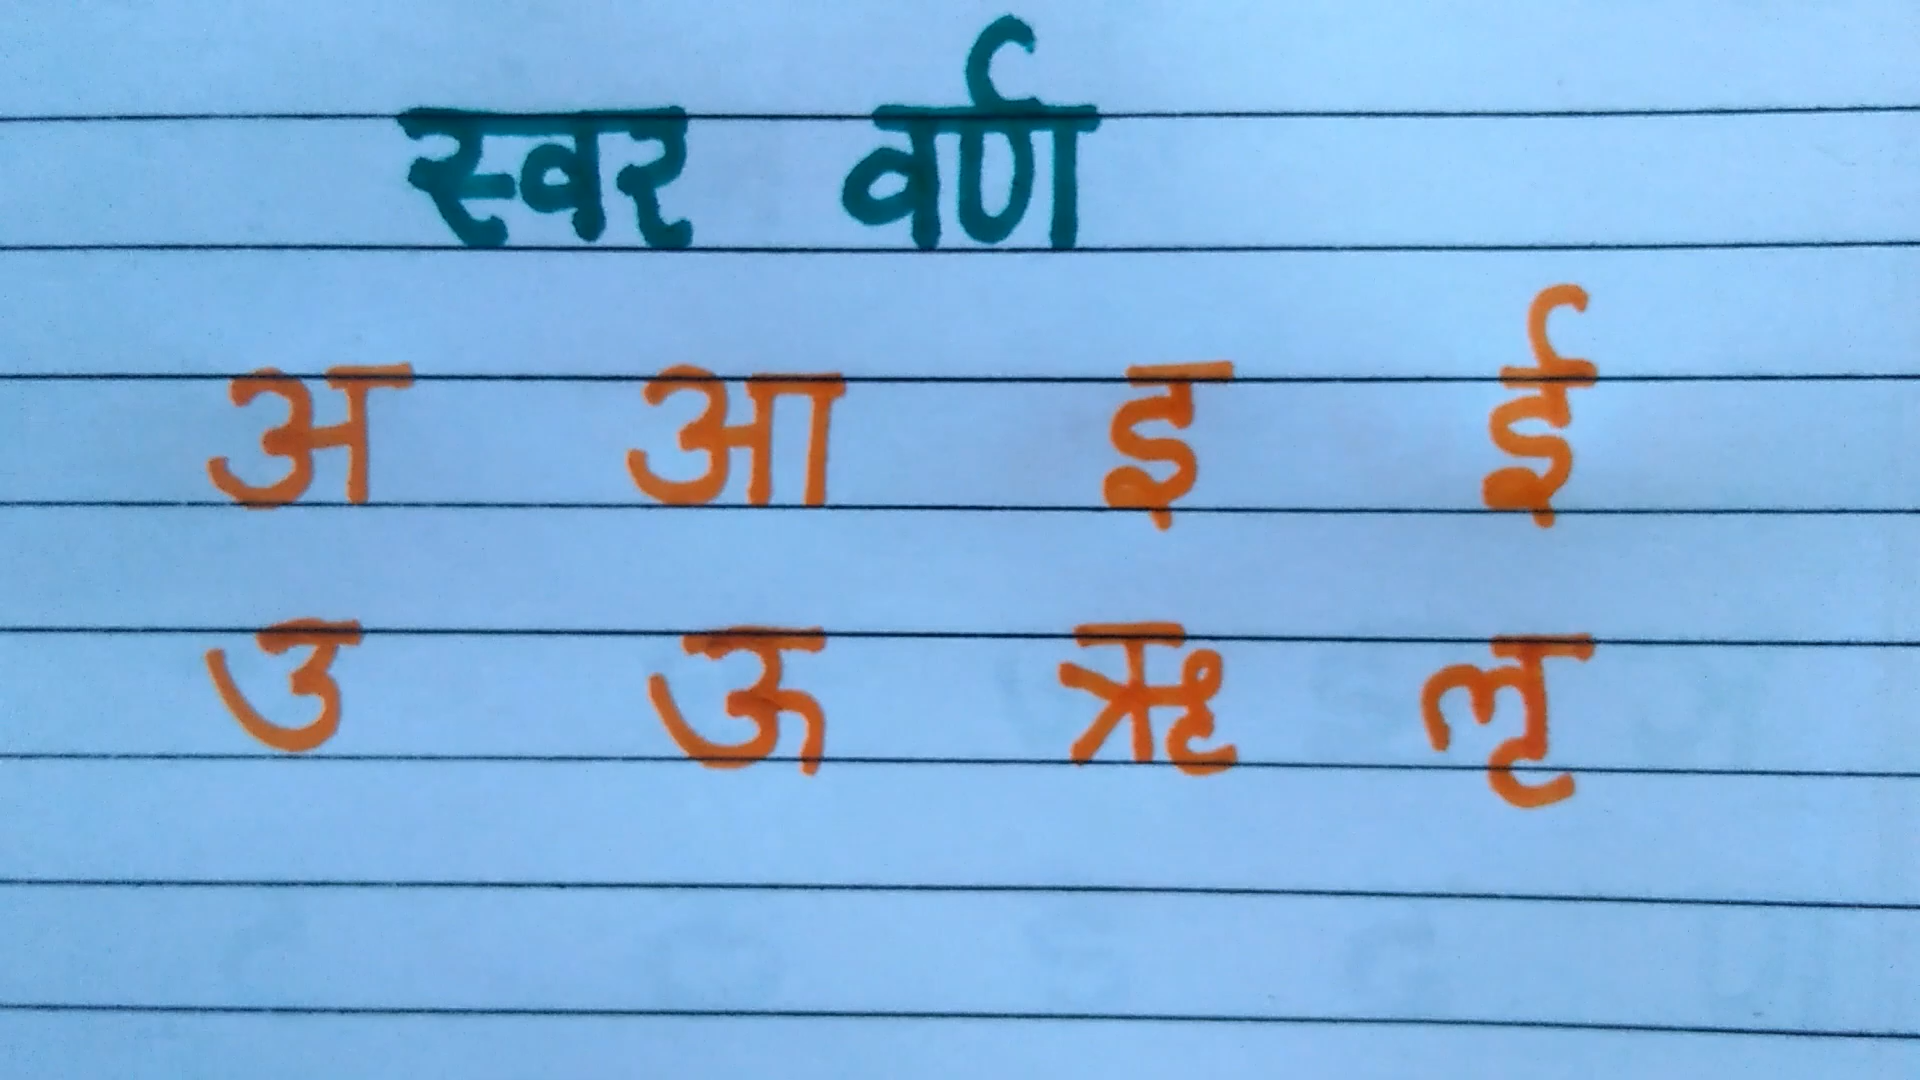 स्वर वर्ण
अ आ इ ई
उ ऊ ऋ लृ